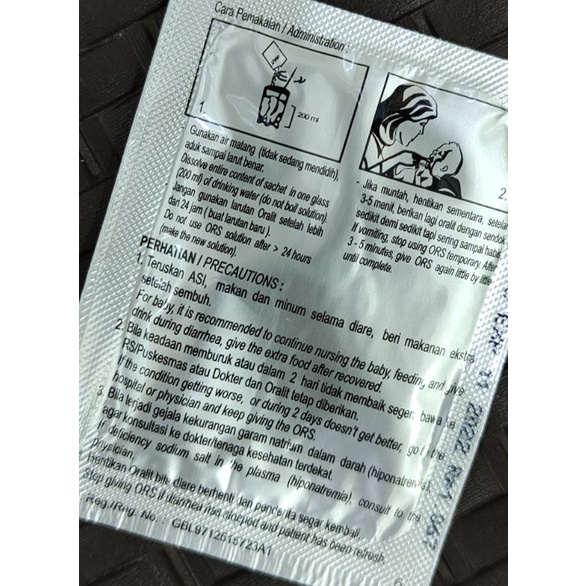 Cara Pemakaian / Administration :
1.
200 ml
Gunakan air matang (tidak sedang mendidih),
aduk sampai larut benar.
Dissolve entire content of sachet in one glass
(200 ml) of drinking water (do not boil solution).
Jangan gunakan larutan Oralit setelah lebih
dari 24 jam (buat larutan baru).
Do not use ORS solution after > 24 hours
(make the new solution).
2.
- Jika muntah, hentikan sementara, setelah
3-5 menit, berikan lagi oralit dengan sendok
sedikit demi sedikit tapi sering sampai habis.
If vomiting, stop using ORS temporary. After
3 - 5 minutes, give ORS again little by little
until complete.
PERHATIAN / PRECAUTIONS :
1. Teruskan ASI, makan dan minum selama diare, beri makanan ekstra
setelah sembuh.
For baby, it is recommended to continue nursing the baby, feeding, and give
drink during diarrhea, give the extra food after recovered.
2. Bila keadaan memburuk atau dalam 2 hari tidak membaik segera bawa ke
RS/Puskesmas atau Dokter dan Oralit tetap diberikan.
If the condition getting worse, or during 2 days doesn't get better, go to the
hospital or physician and keep giving the ORS.
3. Bila terjadi gejala kekurangan garam natrium dalam darah (hiponatremia),
agar konsultasi ke dokter/tenaga kesehatan terdekat.
If deficiency sodium salt in the plasma (hiponatremia), consult to the
physician.
Hentikan Oralit bila diare berhenti dan penderita segar kembali.
Stop giving ORS if diarrhea has stopped and patient has been refresh.
Reg./Reg. No. : GBL9712615723A1
EXP 11 2022